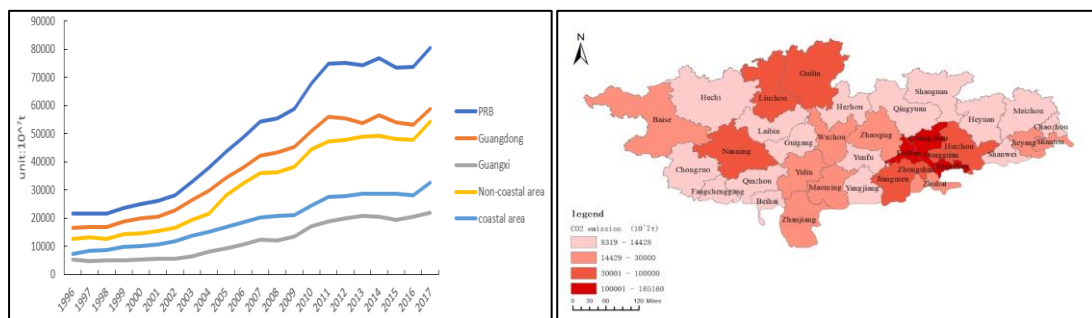 90000
80000
70000
60000
50000
40000
30000
20000
10000
0
unit:10^7t
1996
1997
1998
1999
2000
2001
2002
2003
2004
2005
2006
2007
2008
2009
2010
2011
2012
2013
2014
2015
2016
2017
PRB
Guangdong
Guangxi
Non-coastal area
coastal area
N
Guilin
Hechi
Liuzhou
Shaoguan
Hezhou
Qingyuan
Meizhou
Heyuan
Baise
Laibin
Wuzhou
Zhaoqing
Chaozhou
Guigang
Huizhou
Jieyang
Shantou
Nanning
Yunfu
Dongguan
Shanwei
Chongzuo
Yulin
Zhongshan
Qinzhou
Jiangmen
Zhuhai
Fangchenggang
Maoming
Yangjiang
Beihai
Zhanjiang
legend
CO2 emission (10^7t)
8319 - 14428
14429 - 30000
30001 - 100000
100001 - 165160
0 30 60 120 Miles